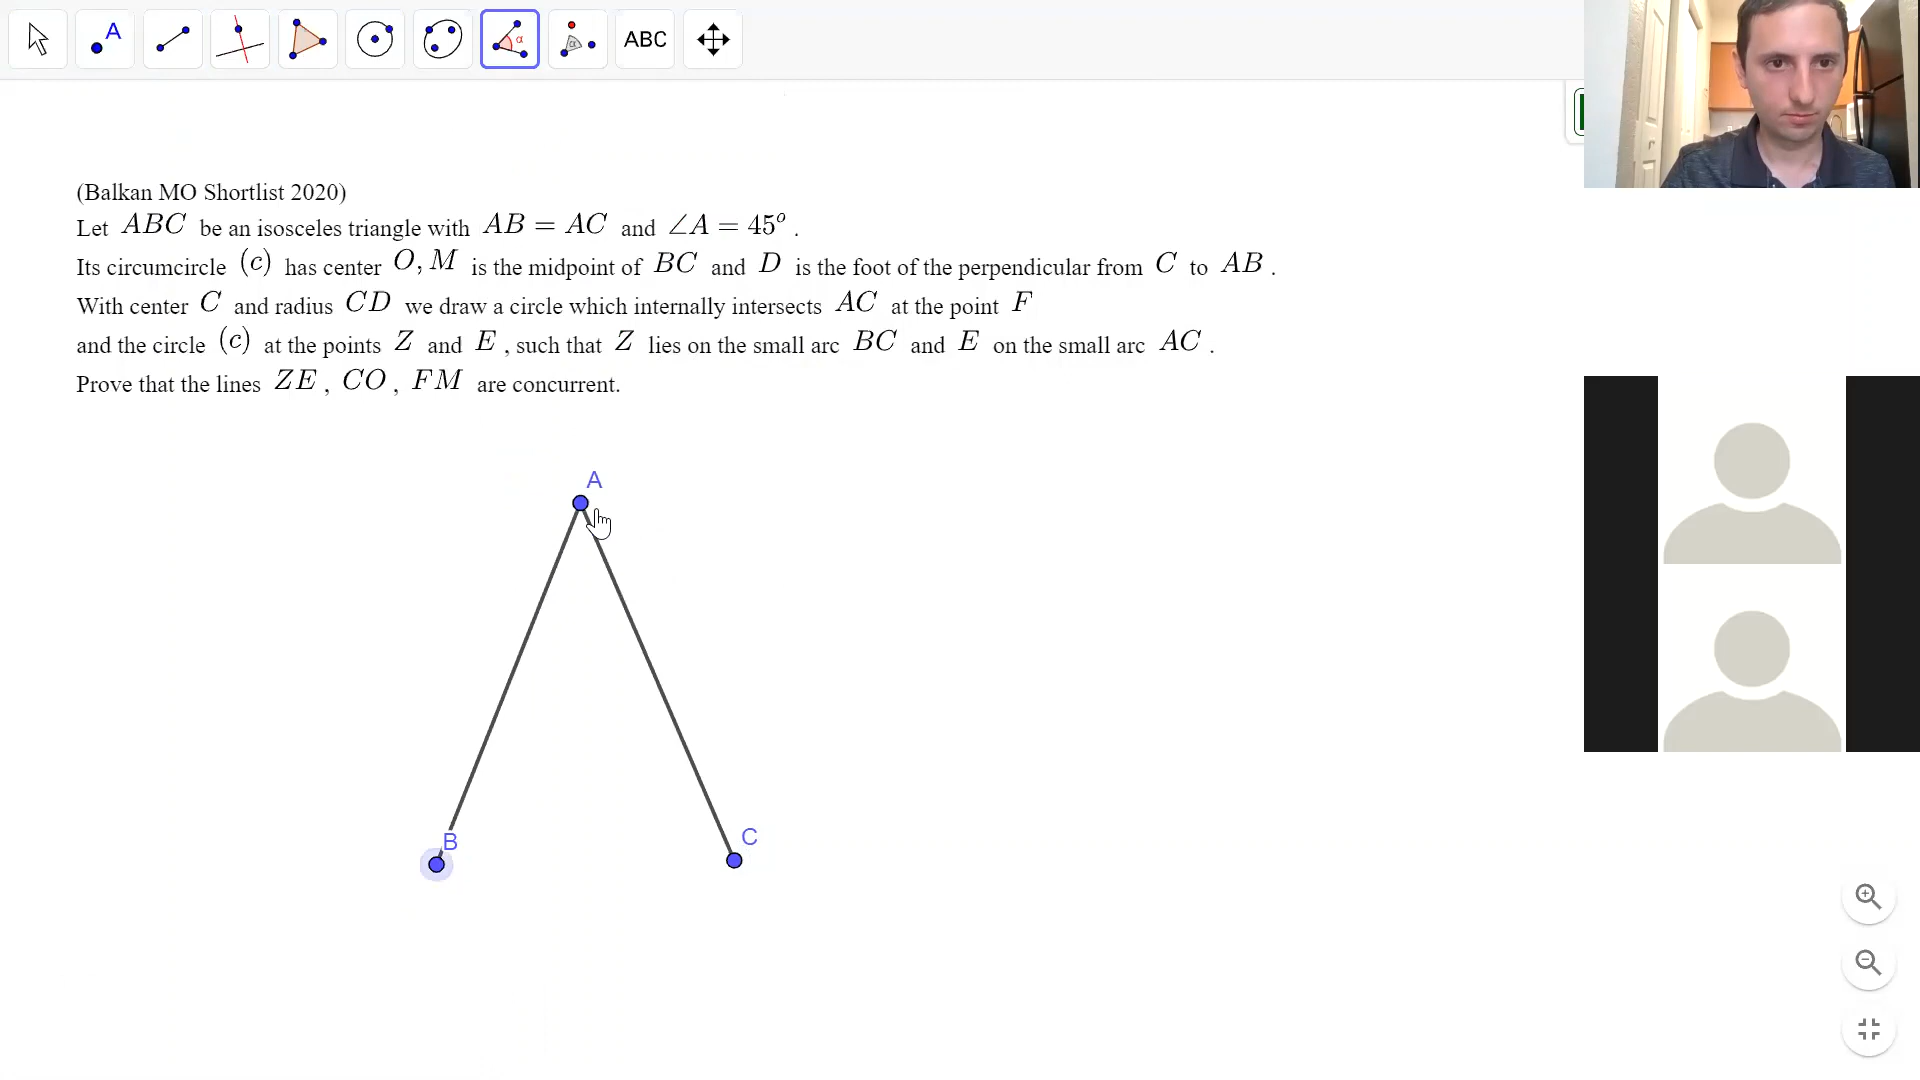 A
α
α
ABC
(Balkan MO Shortlist 2020)
Let ABC be an isosceles triangle with AB = AC and ∠A = 45° .
Its circumcircle (c) has center O, M is the midpoint of BC and D is the foot of the perpendicular from C to AB .
With center C and radius CD we draw a circle which internally intersects AC at the point F
and the circle (c) at the points Z and E , such that Z lies on the small arc BC and E on the small arc AC .
Prove that the lines ZE , CO , FM are concurrent.
A
B
C